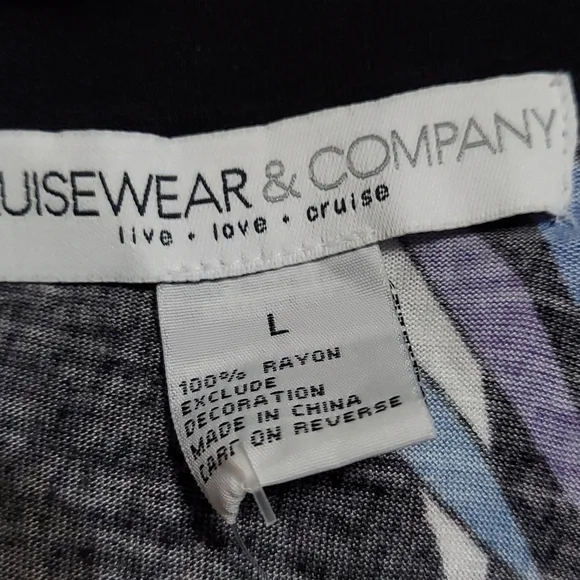 UISEWEAR & COMPANY
live • love • cruise
L
100% RAYON
EXCLUDE
DECORATION
MADE IN CHINA
CARE ON REVERSE